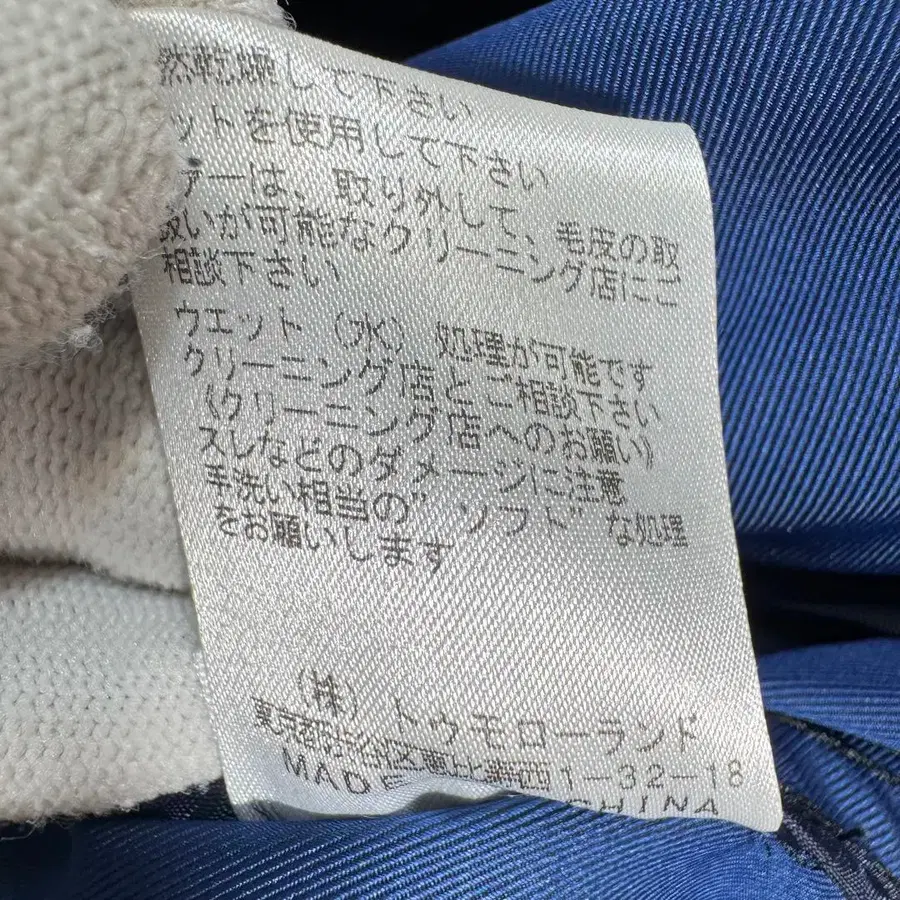 然乾燥して下さい
ットを使用して下さい
ァーは、取り外して、毛皮の取
扱いが可能なクリーニング店にご
相談下さい
ウエット（水）処理が可能です
クリーニング店とご相談下さい
《クリーニング店へのお願い》
スレなどのダメージに注意
手洗い相当の"ソフト"な処理
をお願いします
（株）トゥモローランド
東京都渋谷区恵比寿西1-32-18
MADE CHINA